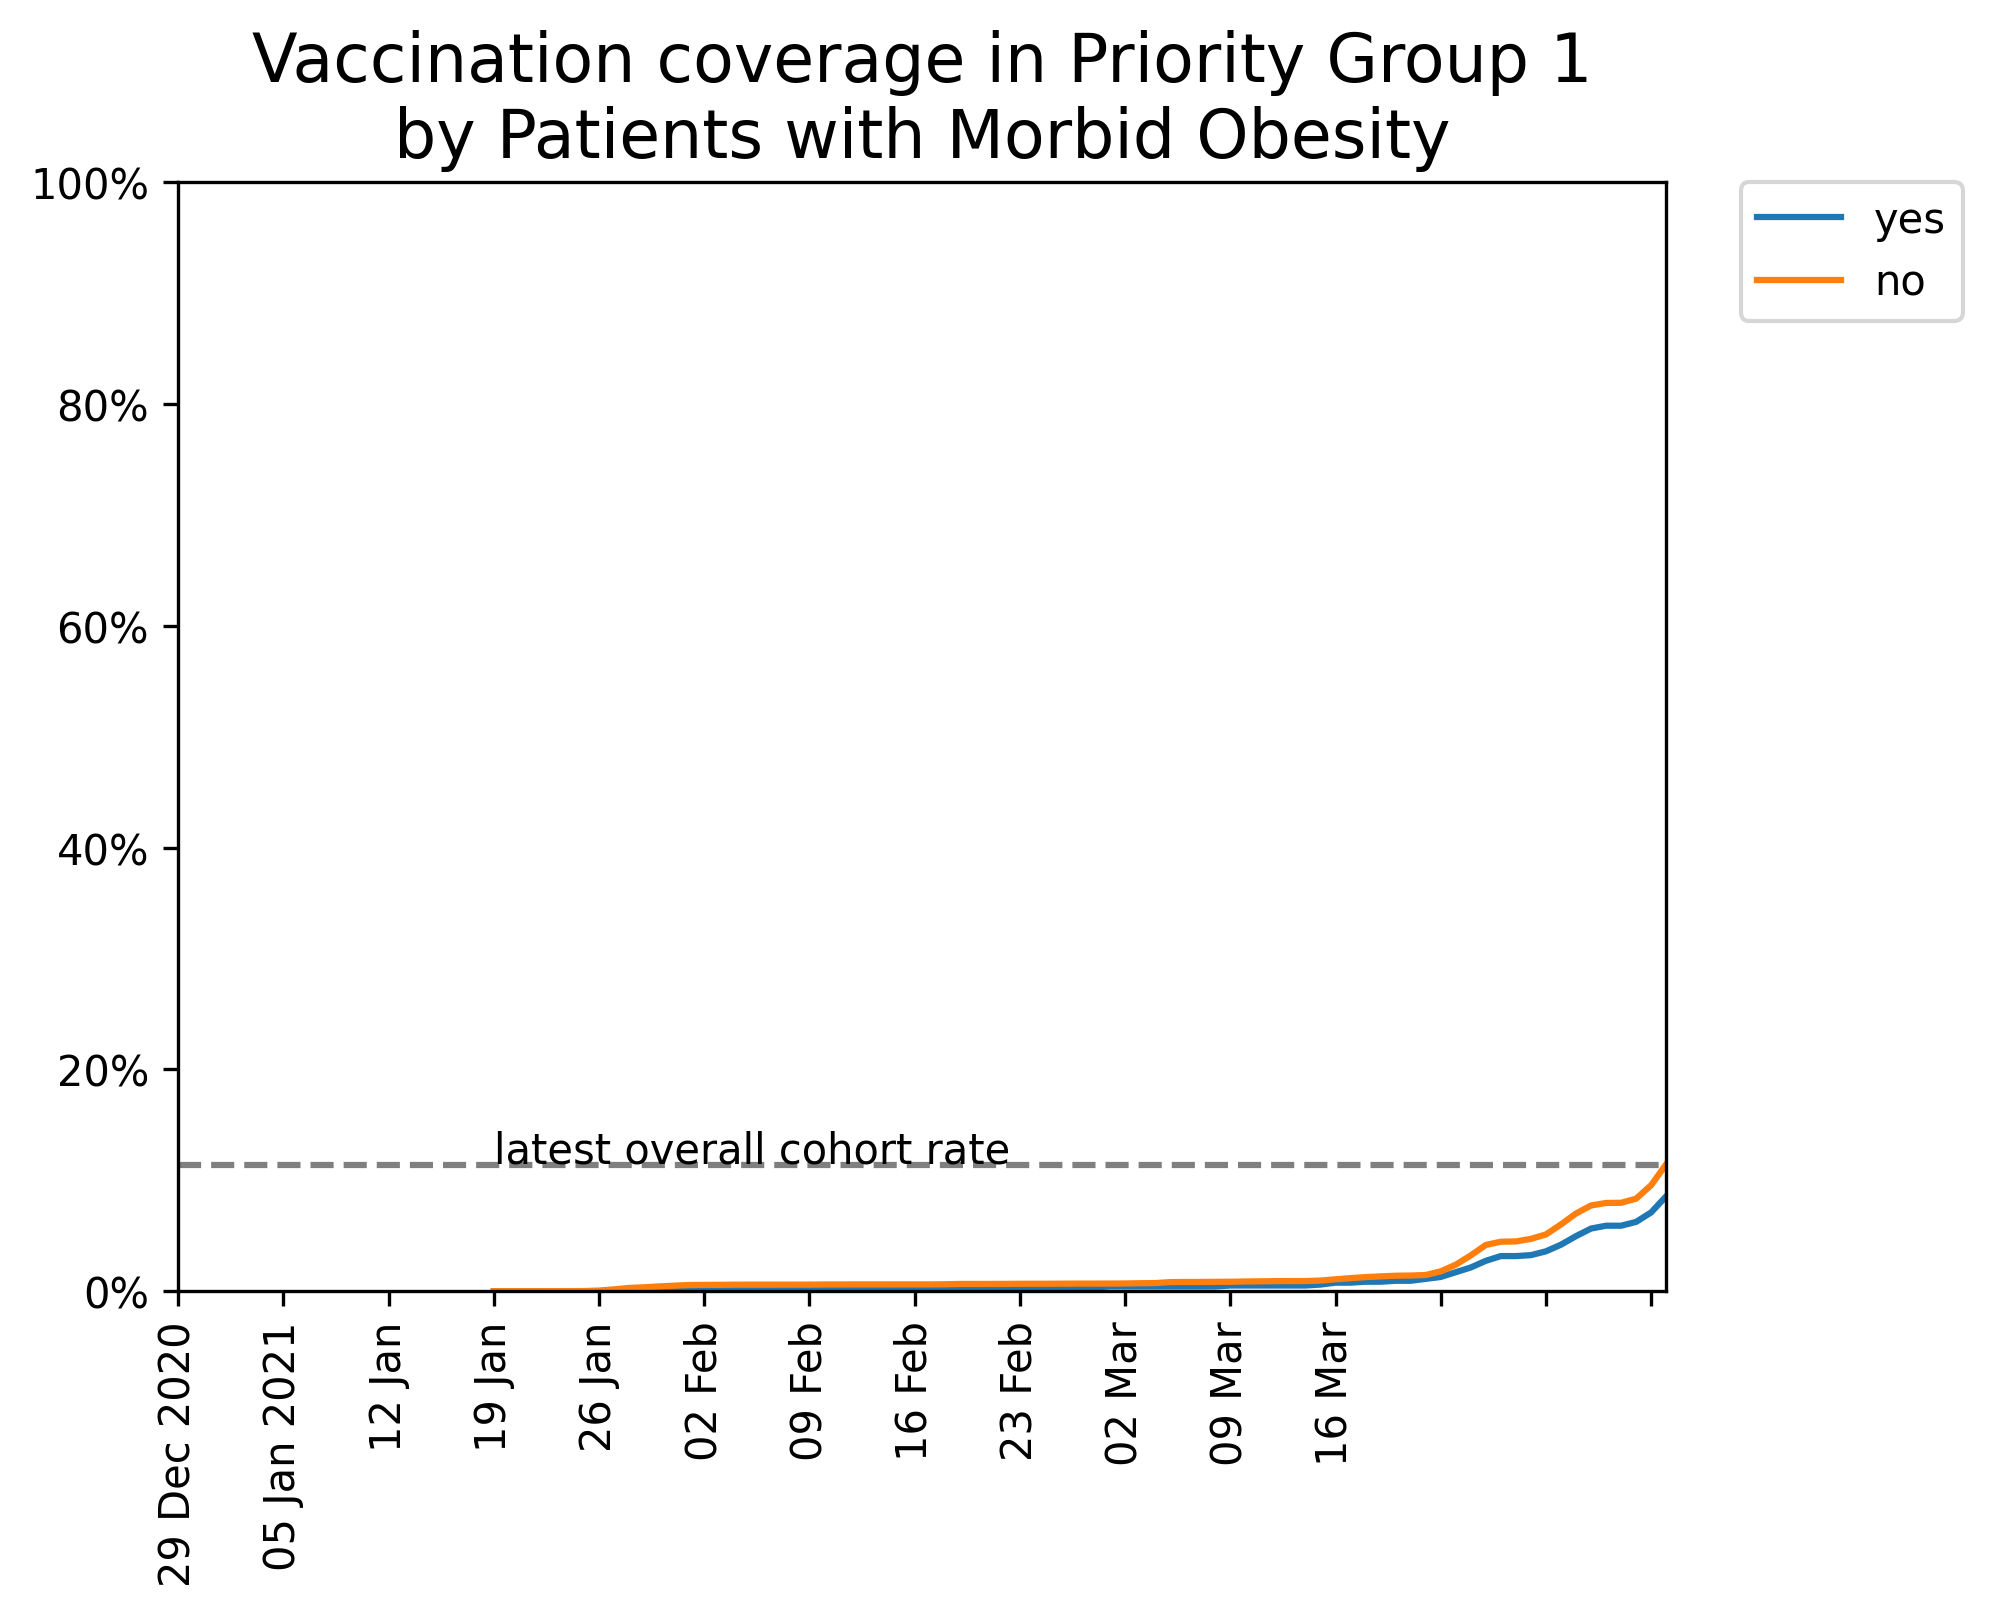 Vaccination coverage in Priority Group 1
by Patients with Morbid Obesity
100%
80%
60%
40%
20%
0%
latest overall cohort rate
yes
no
29 Dec 2020
05 Jan 2021
12 Jan
19 Jan
26 Jan
02 Feb
09 Feb
16 Feb
23 Feb
02 Mar
09 Mar
16 Mar